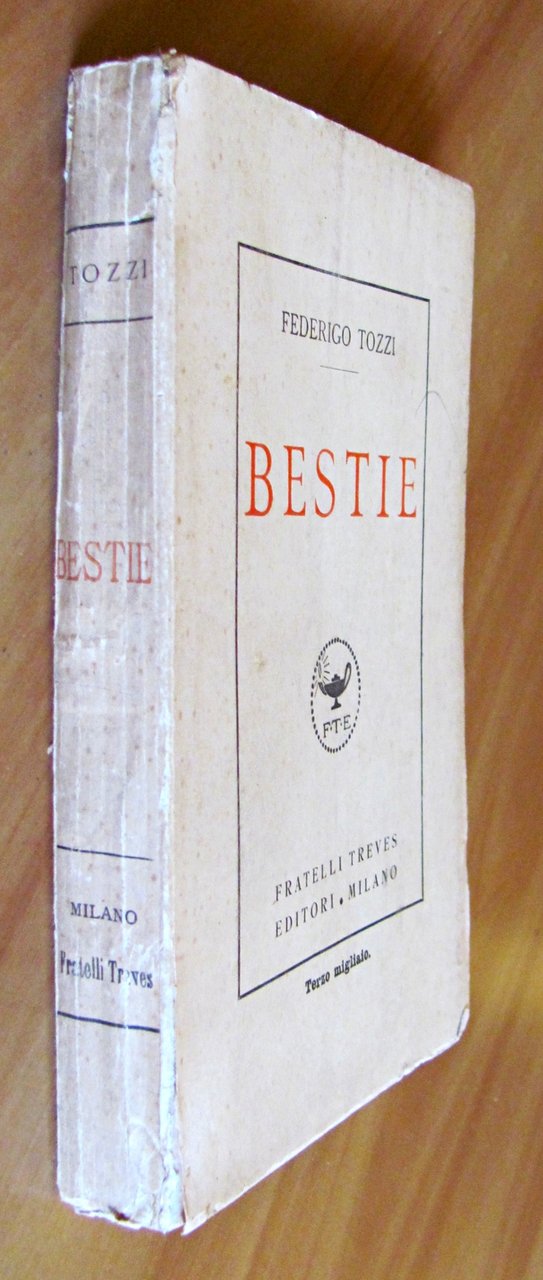 TOZZI
BESTIE
MILANO
Fratelli Treves
FEDERIGO TOZZI
BESTIE
F·T·E
FRATELLI TREVES
EDITORI • MILANO
Terzo migliaio.